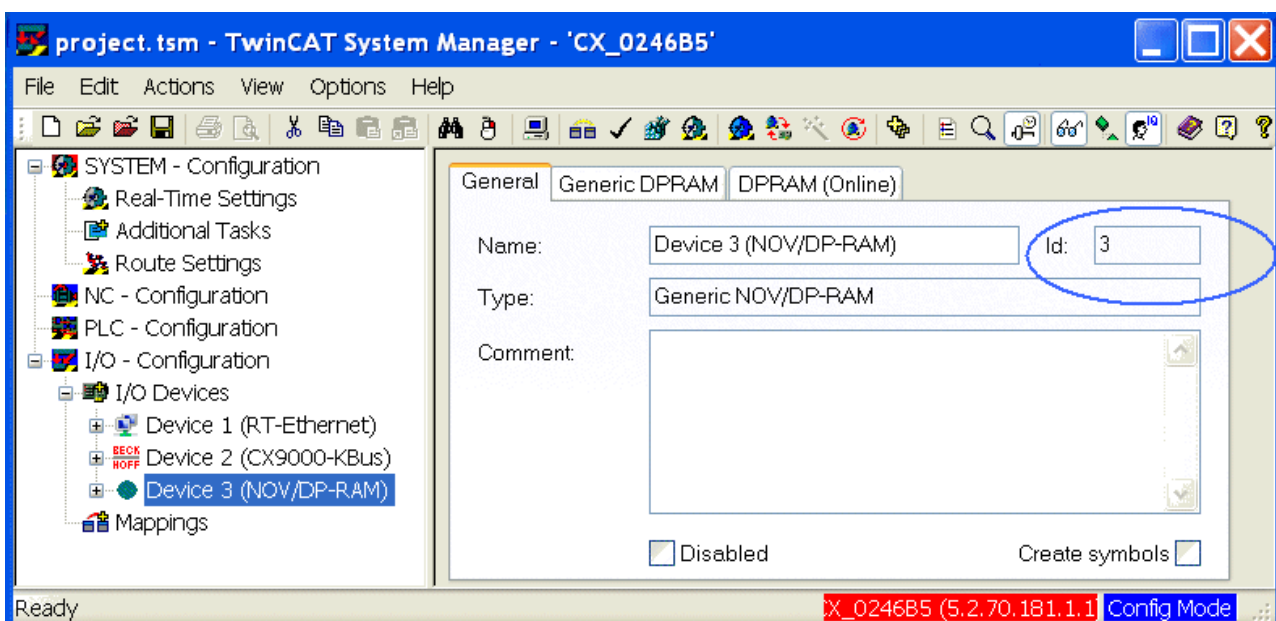 project.tsm - TwinCAT System Manager - 'CX_0246B5'
File Edit Actions View Options Help
SYSTEM - Configuration
Real-Time Settings
Additional Tasks
Route Settings
NC - Configuration
PLC - Configuration
I/O - Configuration
I/O Devices
Device 1 (RT-Ethernet)
BECK
HOFF
Device 2 (CX9000-KBus)
Device 3 (NOV/DP-RAM)
Mappings
General Generic DPRAM DPRAM (Online)
Name: Device 3 (NOV/DP-RAM) Id: 3
Type: Generic NOV/DP-RAM
Comment:
Disabled Create symbols
Ready CX_0246B5 (5.2.70.181.1.1 Config Mode